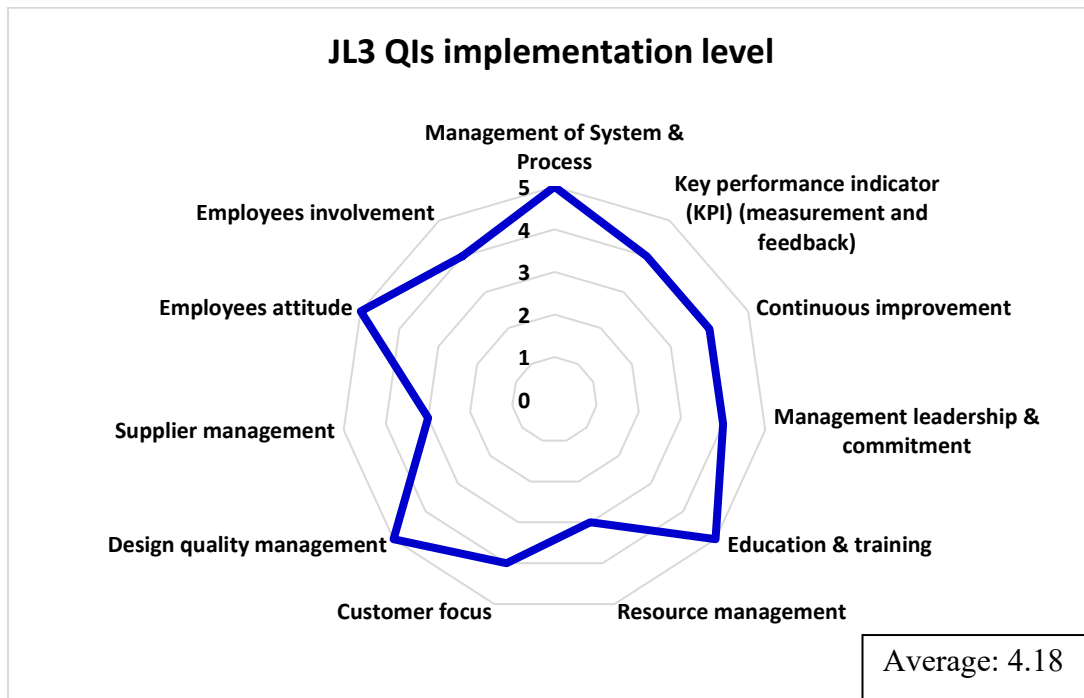 JL3 QIs implementation level
Management of System &
Process
Key performance indicator
(KPI) (measurement and
feedback)
Continuous improvement
Management leadership &
commitment
Education & training
Resource management
Customer focus
Design quality management
Supplier management
Employees attitude
Employees involvement
5
4
3
2
1
0
Average: 4.18